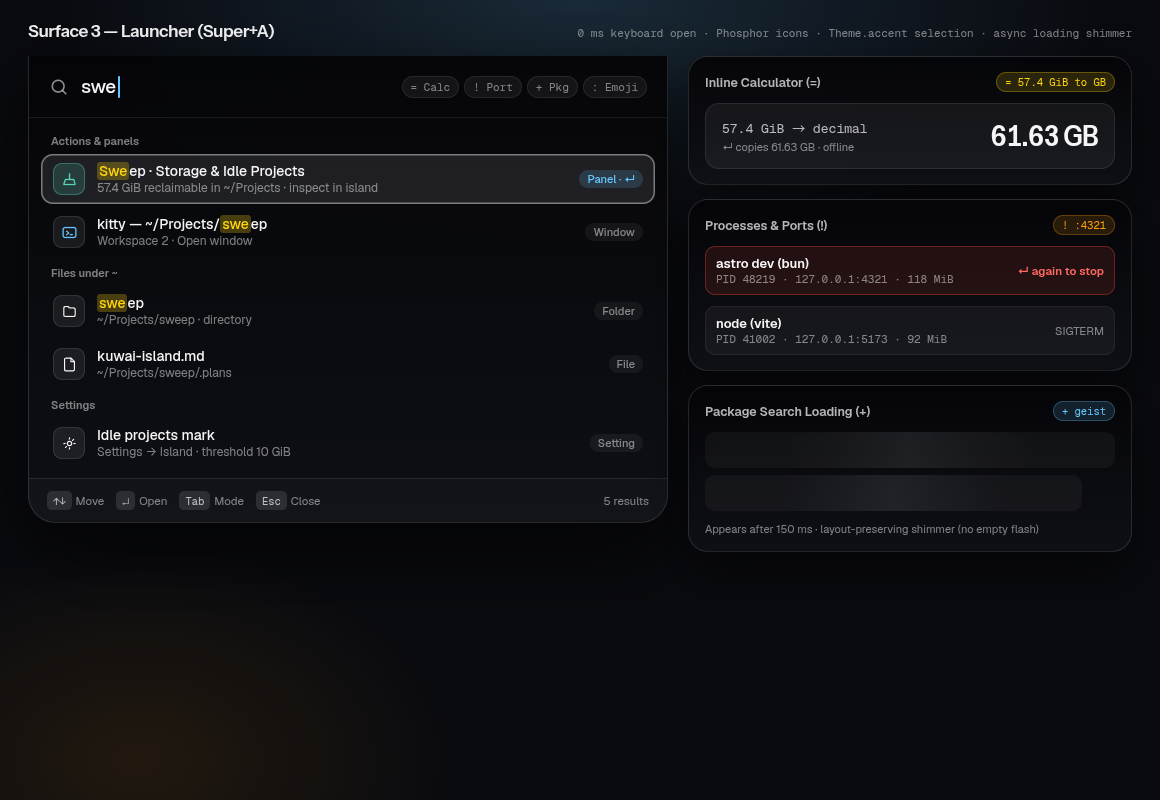 Surface 3 — Launcher (Super+A)
0 ms keyboard open · Phosphor icons · Theme.accent selection · async loading shimmer
swe
= Calc
! Port
+ Pkg
: Emoji
Actions & panels
Sweep · Storage & Idle Projects
57.4 GiB reclaimable in ~/Projects · inspect in island
Panel · ↵
kitty — ~/Projects/sweep
Workspace 2 · Open window
Window
Files under ~
sweep
~/Projects/sweep · directory
Folder
kuwai-island.md
~/Projects/sweep/.plans
File
Settings
Idle projects mark
Settings → Island · threshold 10 GiB
Setting
↑↓ Move ↵ Open Tab Mode Esc Close
5 results
Inline Calculator (=)
= 57.4 GiB to GB
57.4 GiB → decimal
↵ copies 61.63 GB · offline
61.63 GB
Processes & Ports (!)
! :4321
astro dev (bun)
PID 48219 · 127.0.0.1:4321 · 118 MiB
↵ again to stop
node (vite)
PID 41002 · 127.0.0.1:5173 · 92 MiB
SIGTERM
Package Search Loading (+)
+ geist
Appears after 150 ms · layout-preserving shimmer (no empty flash)